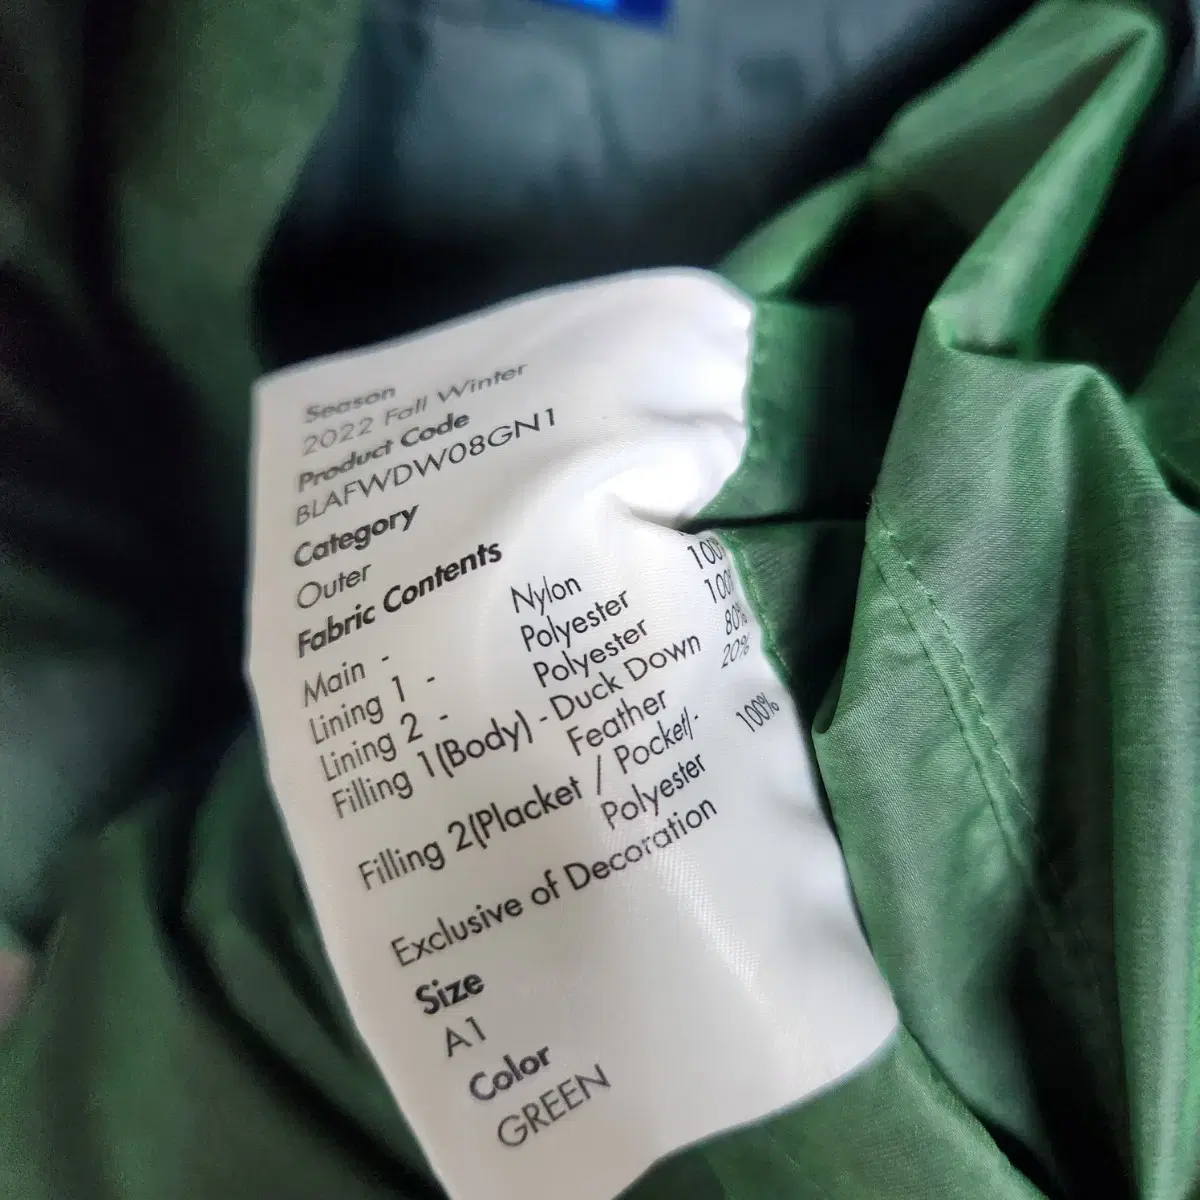 Season
2022 Fall Winter
Product Code
BLAFWDW08GN1
Category
Outer
Fabric Contents
Main - Nylon
Lining 1 - Polyester 100%
Lining 2 - Polyester 100%
Filling 1(Body) - Duck Down 80%
Feather 20%
Filling 2(Placket / Pocket)-
Polyester 100%
Exclusive of Decoration
Size
A1
Color
GREEN